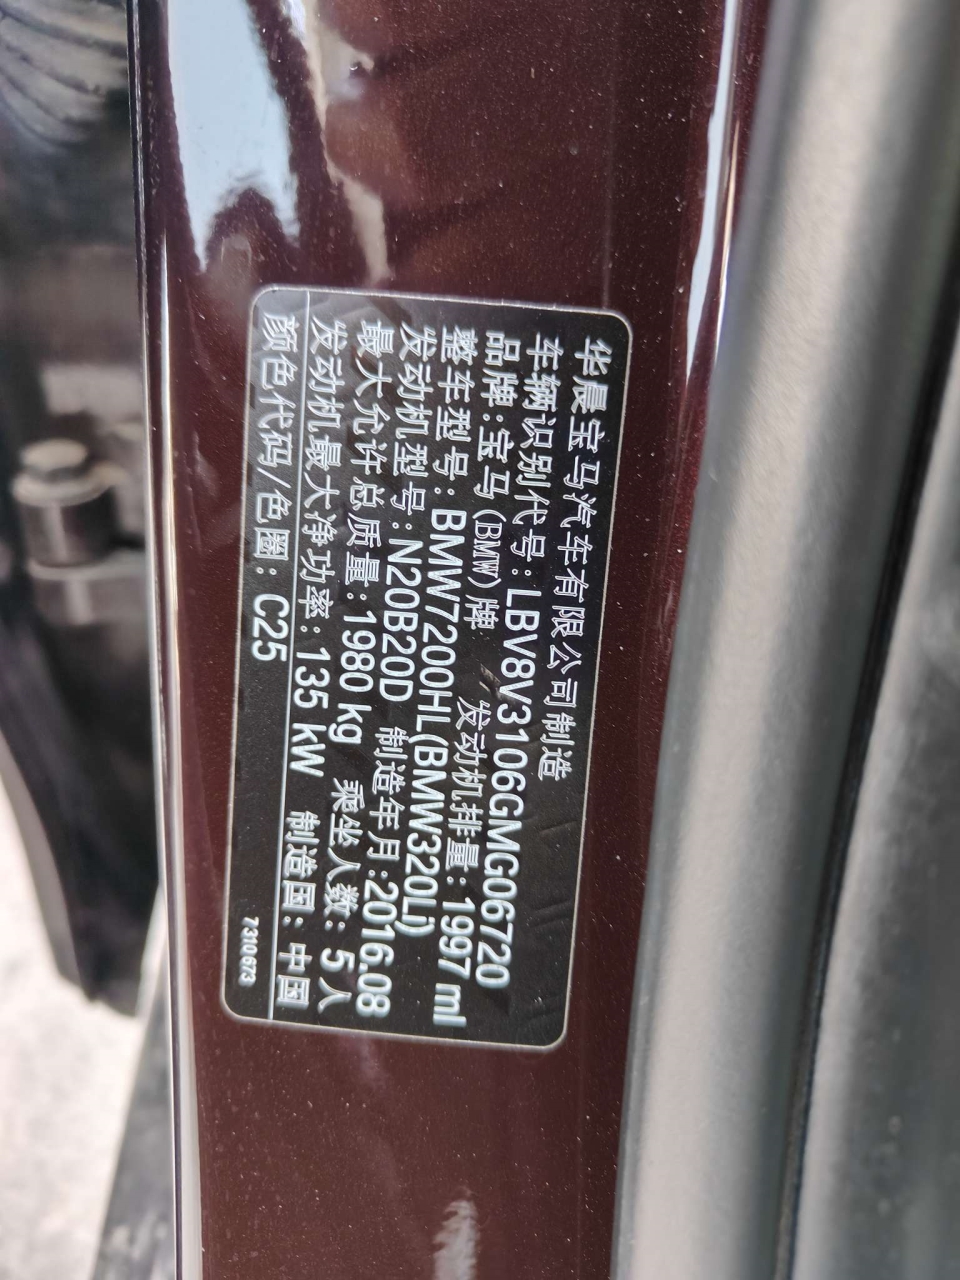 华晨宝马汽车有限公司制造
车辆识别代号: LBV8V3106GMG06720
品牌: 宝马(BMW)牌 发动机排量: 1997 ml
整车型号: BMW7200HL(BMW320Li)
发动机型号: N20B20D 制造年月: 2016.08
最大允许总质量: 1980 kg 乘坐人数: 5 人
发动机最大净功率: 135 kW 制造国: 中国
颜色代码/色圈: C25
7310673